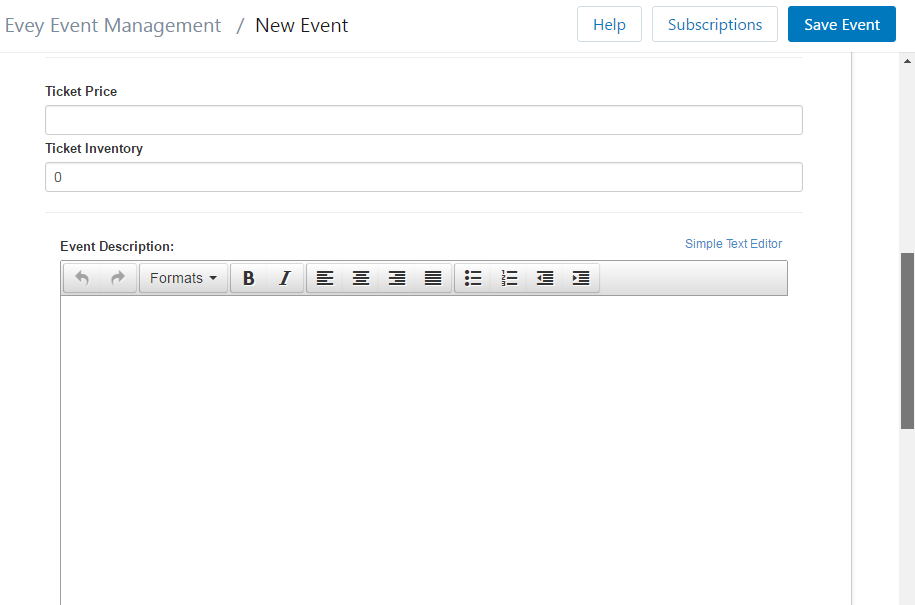 Evey Event Management / New Event
Help
Subscriptions
Save Event
Ticket Price
Ticket Inventory
0
Event Description:
Simple Text Editor
Formats
B I